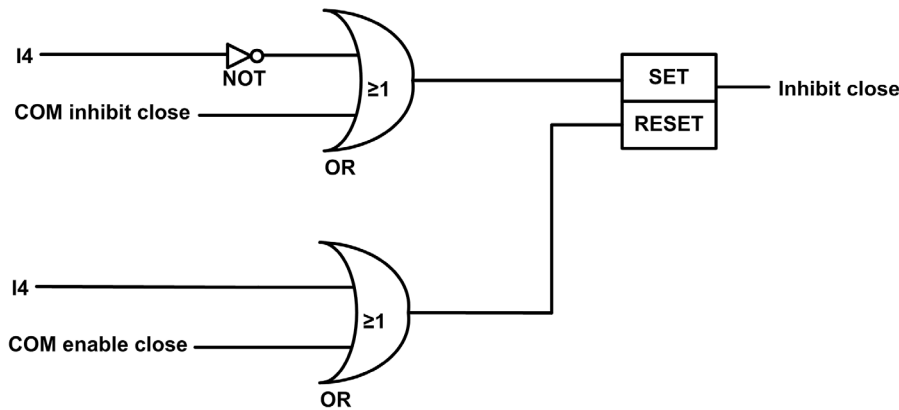 I4
NOT
COM inhibit close
≥1
OR
SET
RESET
Inhibit close
I4
COM enable close
≥1
OR